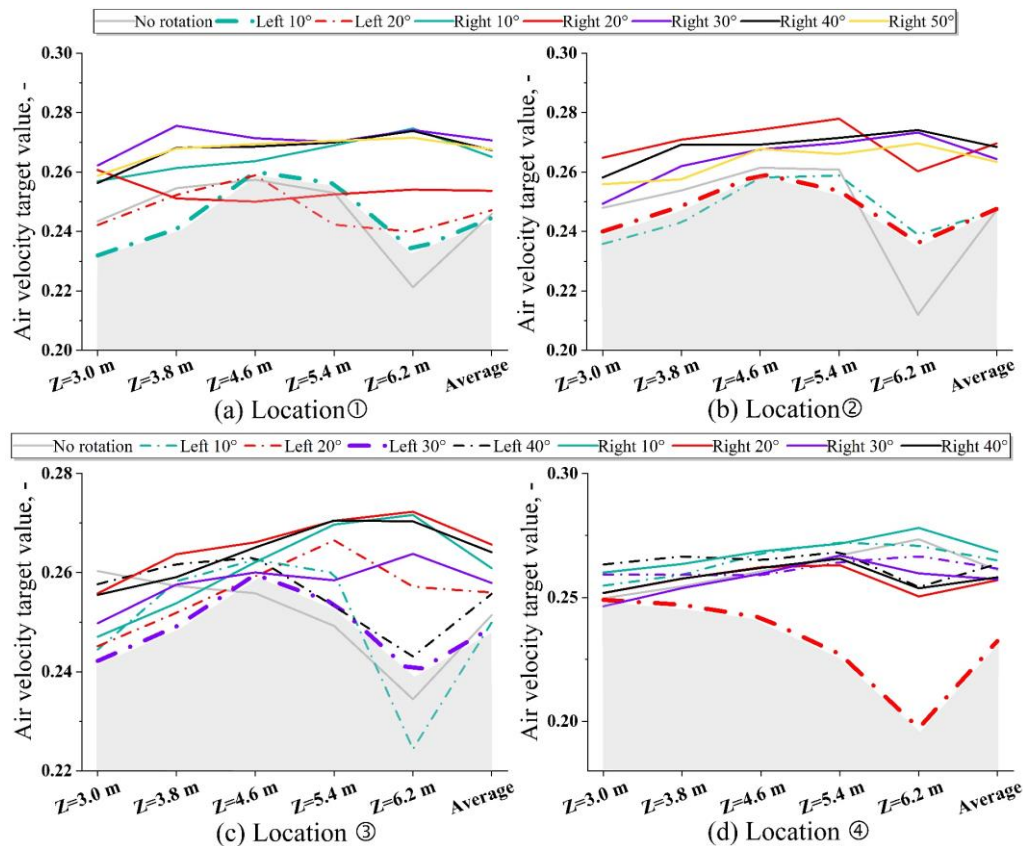 No rotation Left 10° Left 20° Right 10° Right 20° Right 30° Right 40° Right 50°
Air velocity target value, -
0.30
0.28
0.26
0.24
0.22
0.20
Z=3.0 m Z=3.8 m Z=4.6 m Z=5.4 m Z=6.2 m Average
(a) Location①
Air velocity target value, -
0.30
0.28
0.26
0.24
0.22
0.20
Z=3.0 m Z=3.8 m Z=4.6 m Z=5.4 m Z=6.2 m Average
(b) Location②
No rotation Left 10° Left 20° Left 30° Left 40° Right 10° Right 20° Right 30° Right 40°
Air velocity target value, -
0.28
0.26
0.24
0.22
Z=3.0 m Z=3.8 m Z=4.6 m Z=5.4 m Z=6.2 m Average
(c) Location ③
Air velocity target value, -
0.30
0.25
0.20
Z=3.0 m Z=3.8 m Z=4.6 m Z=5.4 m Z=6.2 m Average
(d) Location ④